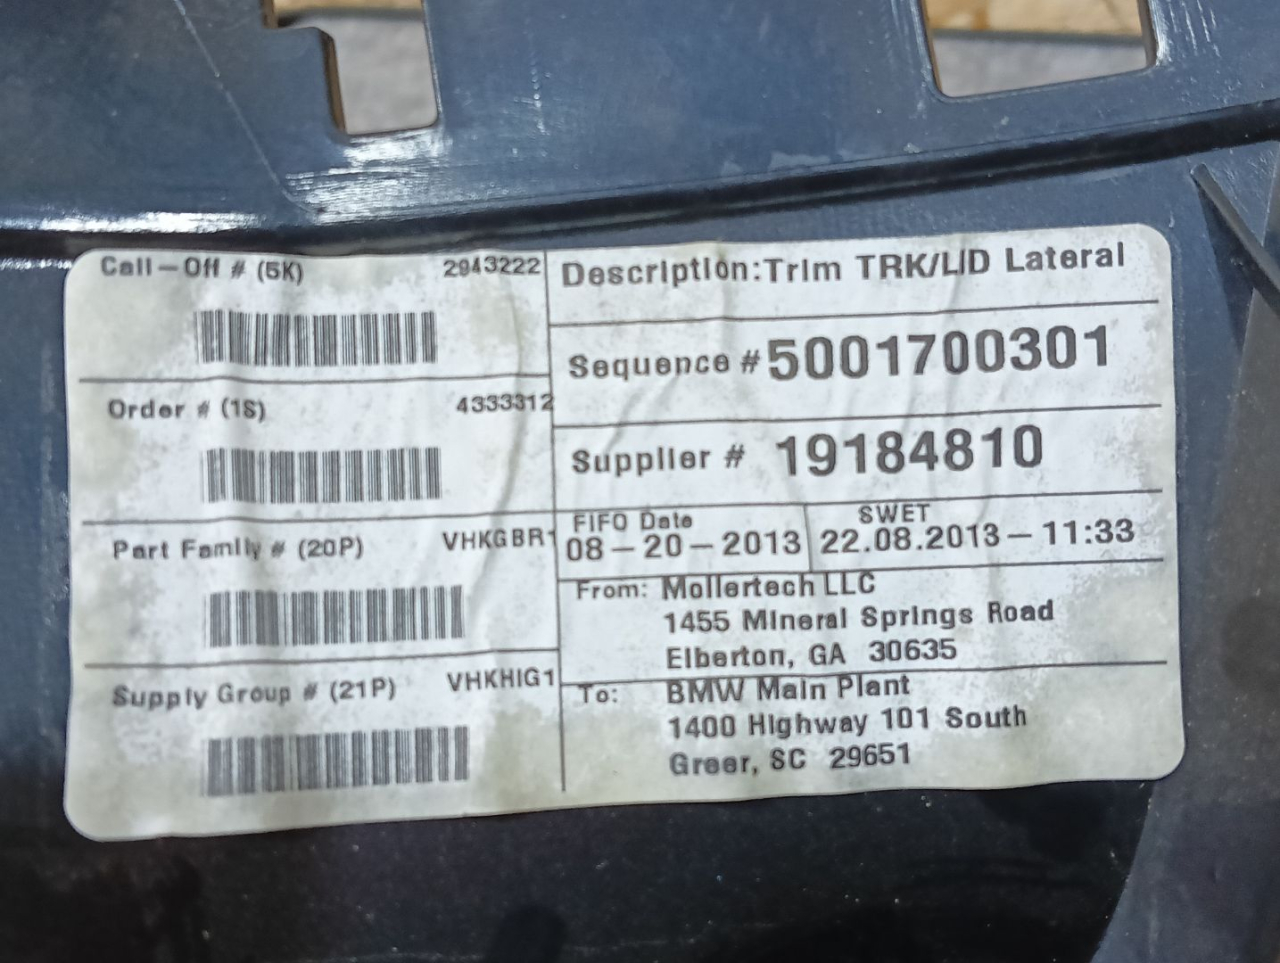 Call-Off # (5K) 2943222
Order # (1S) 4333312
Part Family # (20P) VHKGBR1
Supply Group # (21P) VHKHIG1
Description:Trim TRK/LID Lateral
Sequence #5001700301
Supplier # 19184810
FIFO Date
08-20-2013
SWET
22.08.2013-11:33
From: Mollertech LLC
1455 Mineral Springs Road
Elberton, GA 30635
To: BMW Main Plant
1400 Highway 101 South
Greer, SC 29651